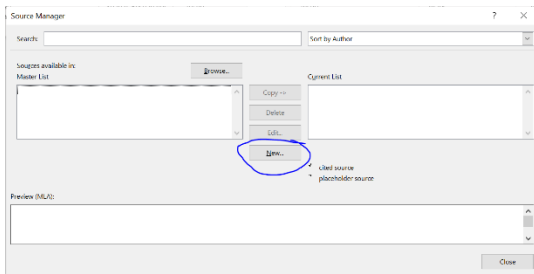 Source Manager
? ×
Search:
Sort by Author
Sources available in:
Master List
Browse...
Current List
Copy ->
Delete
Edit...
New...
* cited source
* placeholder source
Preview (MLA):
Close